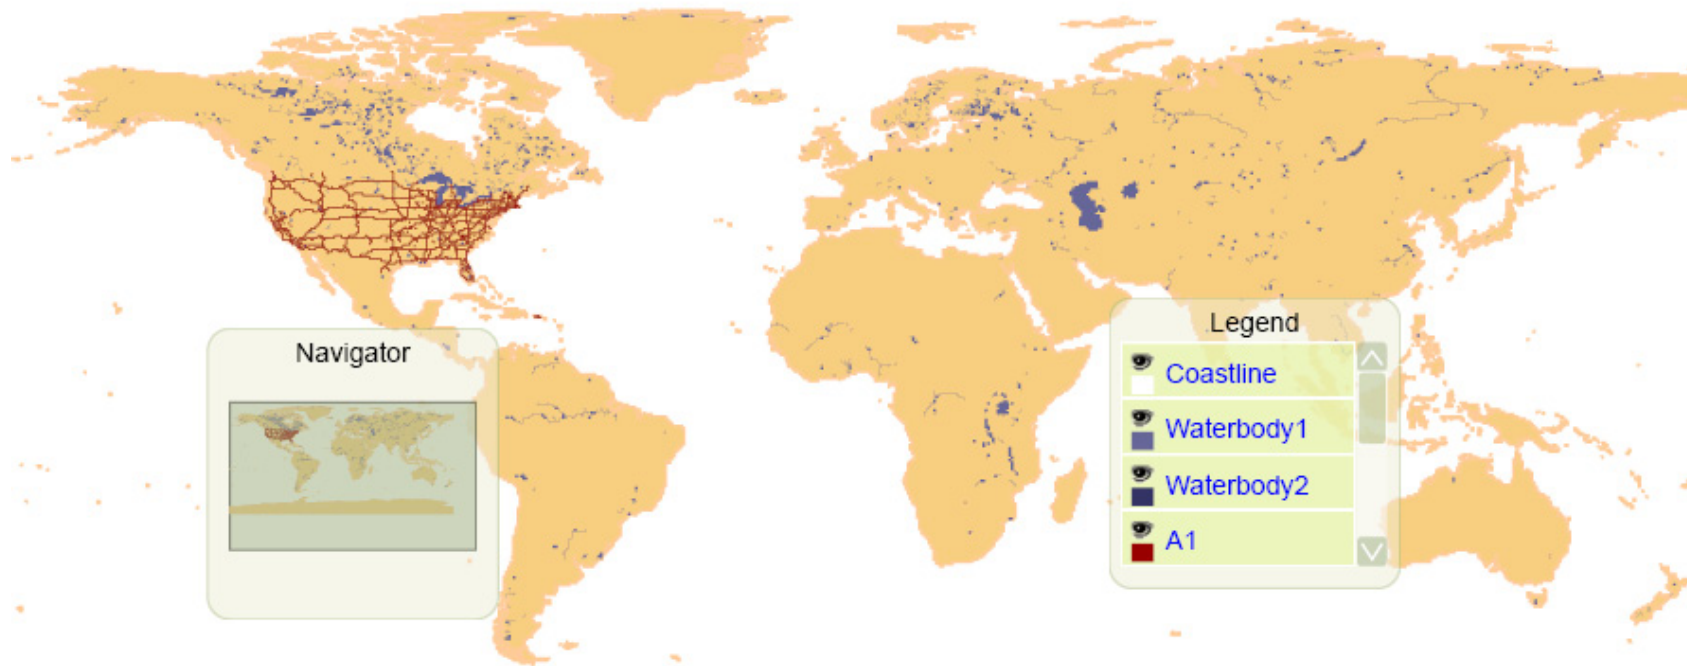 Navigator
Legend
Coastline
Waterbody1
Waterbody2
A1